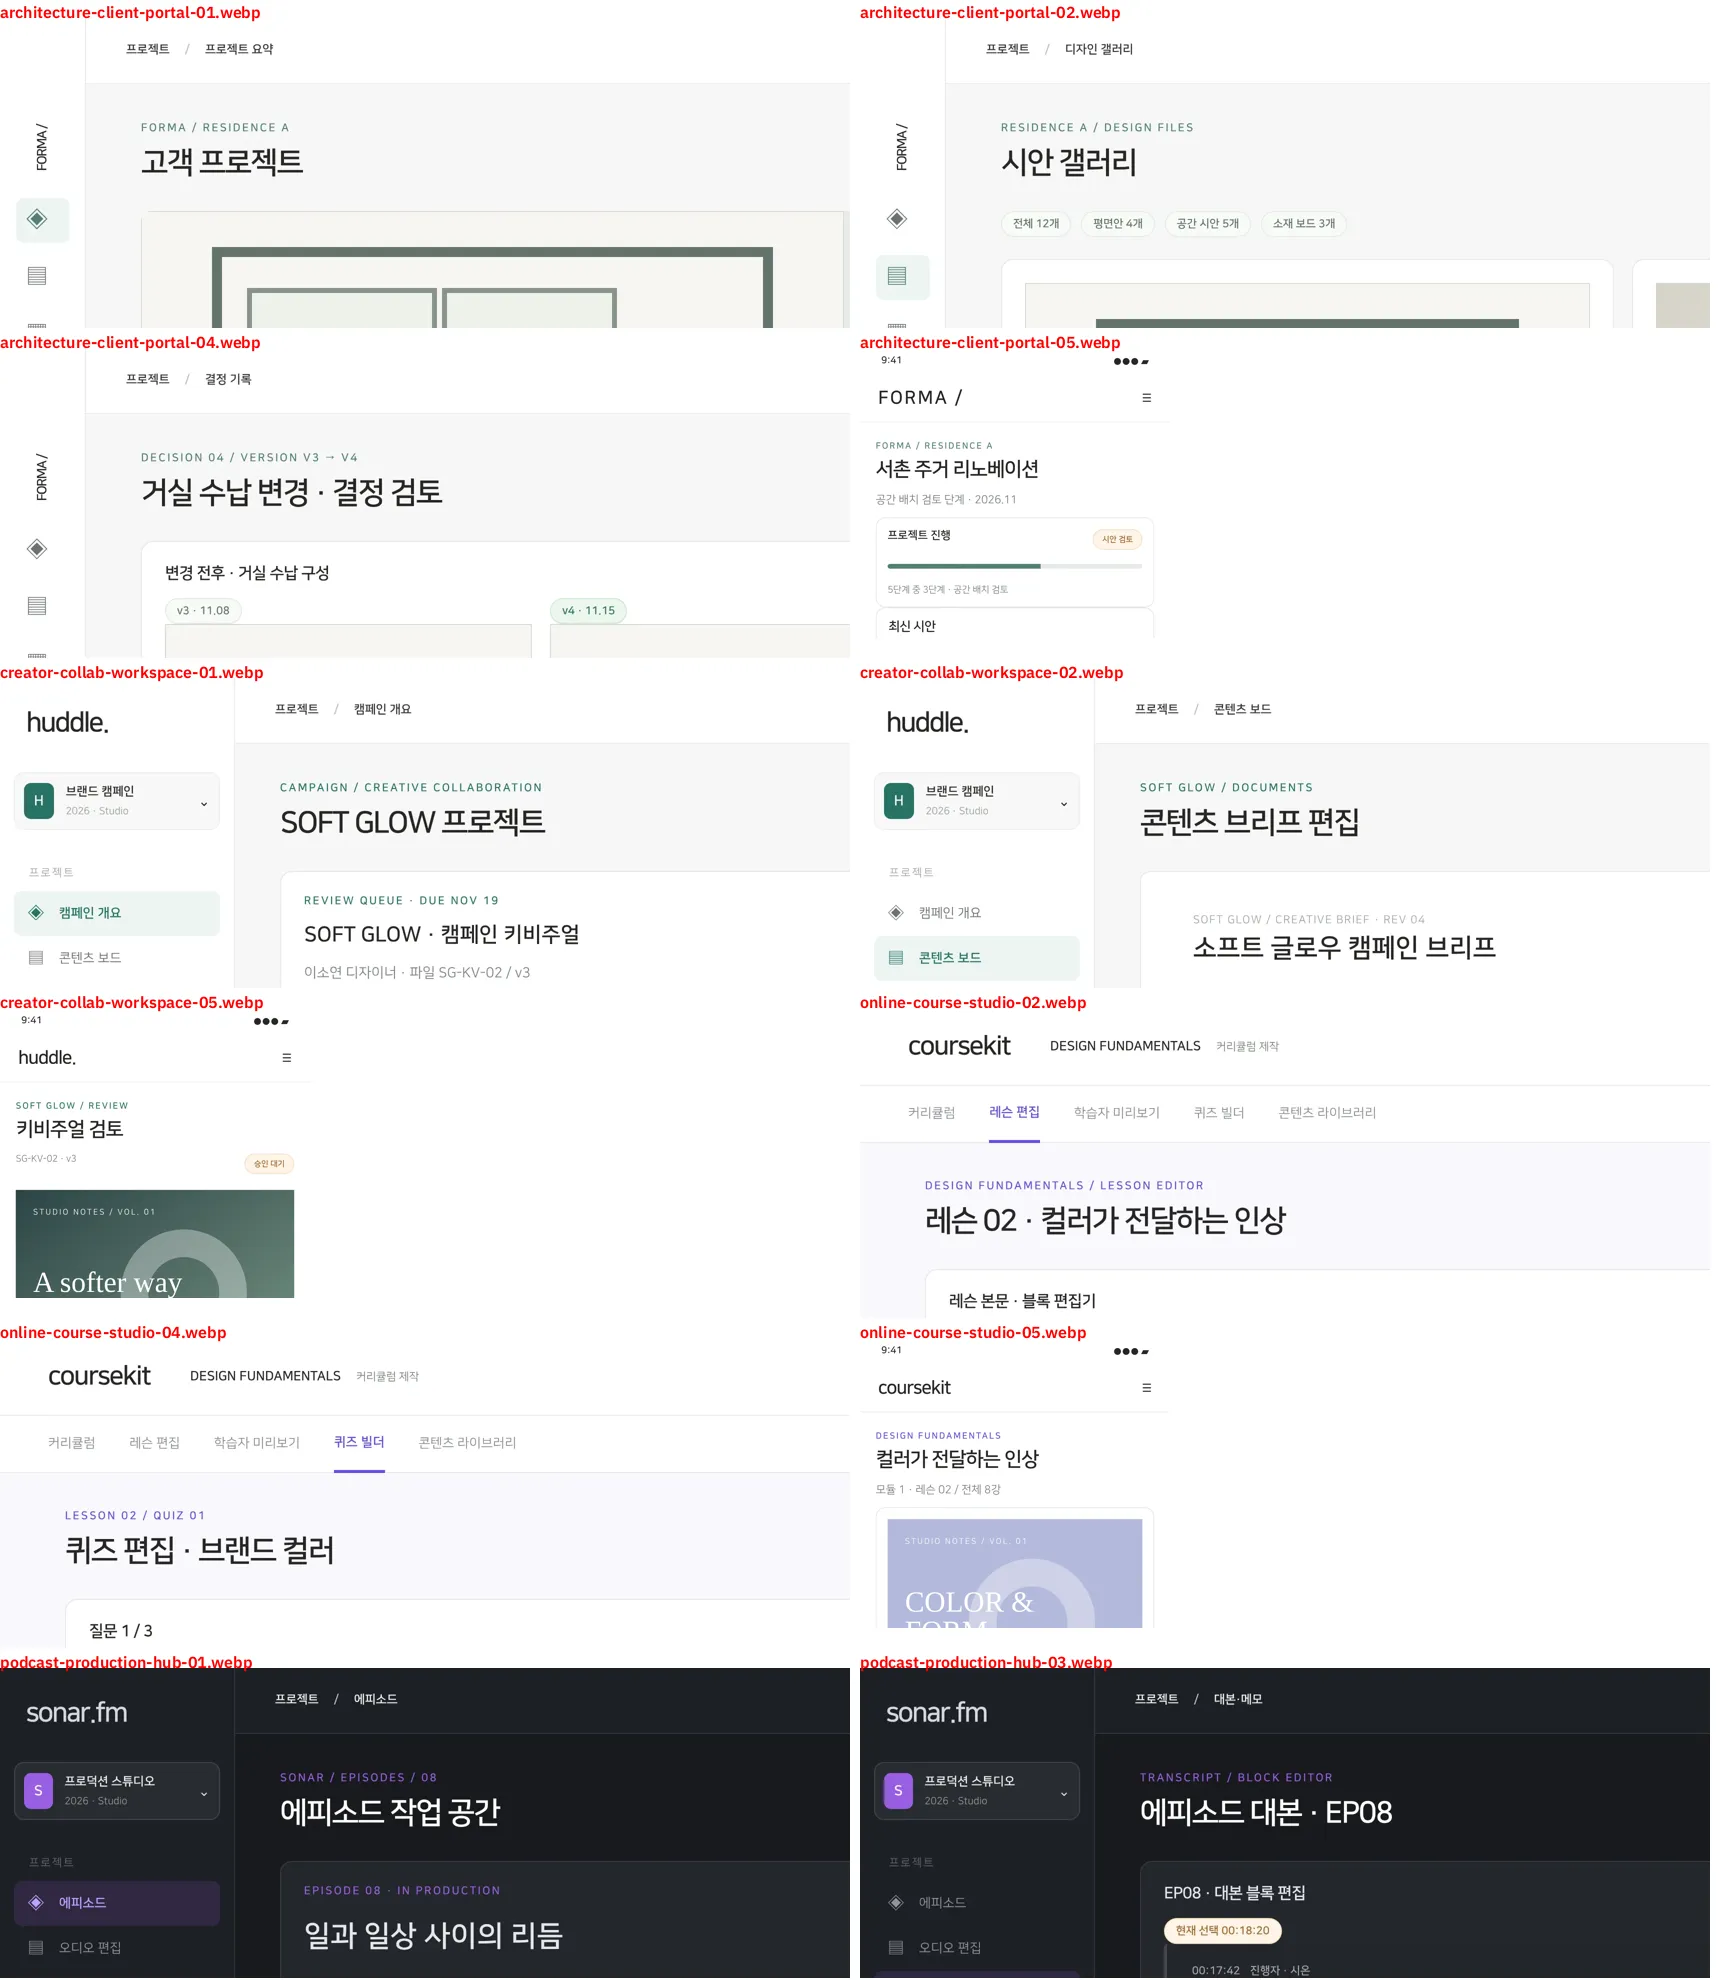 architecture-client-portal-01.webp
프로젝트 / 프로젝트 요약
FORMA /
FORMA / RESIDENCE A
고객 프로젝트
architecture-client-portal-02.webp
프로젝트 / 디자인 갤러리
FORMA /
RESIDENCE A / DESIGN FILES
시안 갤러리
전체 12개 평면안 4개 공간 시안 5개 소재 보드 3개
architecture-client-portal-04.webp
프로젝트 / 결정 기록
FORMA /
DECISION 04 / VERSION V3 → V4
거실 수납 변경 · 결정 검토
변경 전후 · 거실 수납 구성
v3 · 11.08 v4 · 11.15
architecture-client-portal-05.webp
9:41
FORMA /
FORMA / RESIDENCE A
서촌 주거 리노베이션
공간 배치 검토 단계 · 2026.11
프로젝트 진행 시안 검토
5단계 중 3단계 · 공간 배치 검토
최신 시안
creator-collab-workspace-01.webp
huddle.
프로젝트 / 캠페인 개요
H 브랜드 캠페인
2026 · Studio
프로젝트
캠페인 개요
콘텐츠 보드
CAMPAIGN / CREATIVE COLLABORATION
SOFT GLOW 프로젝트
REVIEW QUEUE · DUE NOV 19
SOFT GLOW · 캠페인 키비주얼
이소연 디자이너 · 파일 SG-KV-02 / v3
creator-collab-workspace-02.webp
huddle.
프로젝트 / 콘텐츠 보드
H 브랜드 캠페인
2026 · Studio
프로젝트
캠페인 개요
콘텐츠 보드
SOFT GLOW / DOCUMENTS
콘텐츠 브리프 편집
SOFT GLOW / CREATIVE BRIEF · REV 04
소프트 글로우 캠페인 브리프
creator-collab-workspace-05.webp
9:41
huddle.
SOFT GLOW / REVIEW
키비주얼 검토
SG-KV-02 · v3 승인 대기
STUDIO NOTES / VOL. 01
A softer way
online-course-studio-02.webp
coursekit DESIGN FUNDAMENTALS 커리큘럼 제작
커리큘럼 레슨 편집 학습자 미리보기 퀴즈 빌더 콘텐츠 라이브러리
DESIGN FUNDAMENTALS / LESSON EDITOR
레슨 02 · 컬러가 전달하는 인상
레슨 본문 · 블록 편집기
online-course-studio-04.webp
coursekit DESIGN FUNDAMENTALS 커리큘럼 제작
커리큘럼 레슨 편집 학습자 미리보기 퀴즈 빌더 콘텐츠 라이브러리
LESSON 02 / QUIZ 01
퀴즈 편집 · 브랜드 컬러
질문 1 / 3
online-course-studio-05.webp
9:41
coursekit
DESIGN FUNDAMENTALS
컬러가 전달하는 인상
모듈 1 · 레슨 02 / 전체 8강
STUDIO NOTES / VOL. 01
COLOR &
FORM
podcast-production-hub-01.webp
sonar.fm
프로젝트 / 에피소드
S 프로덕션 스튜디오
2026 · Studio
프로젝트
에피소드
오디오 편집
SONAR / EPISODES / 08
에피소드 작업 공간
EPISODE 08 · IN PRODUCTION
일과 일상 사이의 리듬
podcast-production-hub-03.webp
sonar.fm
프로젝트 / 대본·메모
S 프로덕션 스튜디오
2026 · Studio
프로젝트
에피소드
오디오 편집
TRANSCRIPT / BLOCK EDITOR
에피소드 대본 · EP08
EP08 · 대본 블록 편집
현재 선택 00:18:20
00:17:42 진행자 · 시온